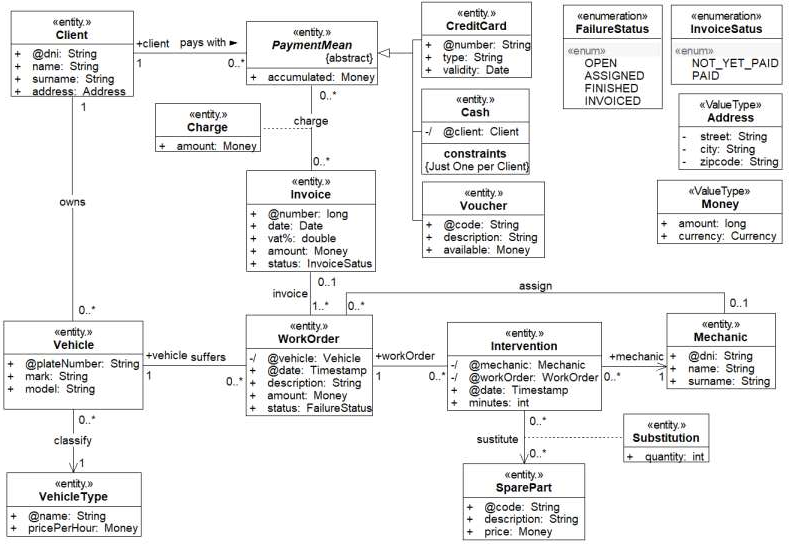 «entity.»
Client
+ @dni: String
+ name: String
+ surname: String
+ address: Address
+client
pays with ►
1
0..*
«entity.»
PaymentMean
{abstract}
+ accumulated: Money
«entity.»
CreditCard
+ @number: String
+ type: String
+ validity: Date
«enumeration»
FailureStatus
«enum»
OPEN
ASSIGNED
FINISHED
INVOICED
«enumeration»
InvoiceSatus
«enum»
NOT_YET_PAID
PAID
«entity.»
Cash
-/ @client: Client
constraints
{Just One per Client}
«ValueType»
Address
- street: String
- city: String
- zipcode: String
1
0..*
charge
0..*
«entity.»
Charge
+ amount: Money
«entity.»
Invoice
+ @number: long
+ date: Date
+ vat%: double
+ amount: Money
+ status: InvoiceSatus
«entity.»
Voucher
+ @code: String
+ description: String
+ available: Money
«ValueType»
Money
+ amount: long
+ currency: Currency
owns
0..*
0..1
invoice
1..*
0..*
assign
0..1
«entity.»
Vehicle
+ @plateNumber: String
+ mark: String
+ model: String
+vehicle
suffers
1
0..*
«entity.»
WorkOrder
-/ @vehicle: Vehicle
+ @date: Timestamp
+ description: String
+ amount: Money
+ status: FailureStatus
+workOrder
1
0..*
«entity.»
Intervention
-/ @mechanic: Mechanic
-/ @workOrder: WorkOrder
+ @date: Timestamp
+ minutes: int
+mechanic
0..*
1
«entity.»
Mechanic
+ @dni: String
+ name: String
+ surname: String
0..*
classify
1
0..*
sustitute
0..*
«entity.»
Substitution
+ quantity: int
«entity.»
VehicleType
+ @name: String
+ pricePerHour: Money
«entity.»
SparePart
+ @code: String
+ description: String
+ price: Money